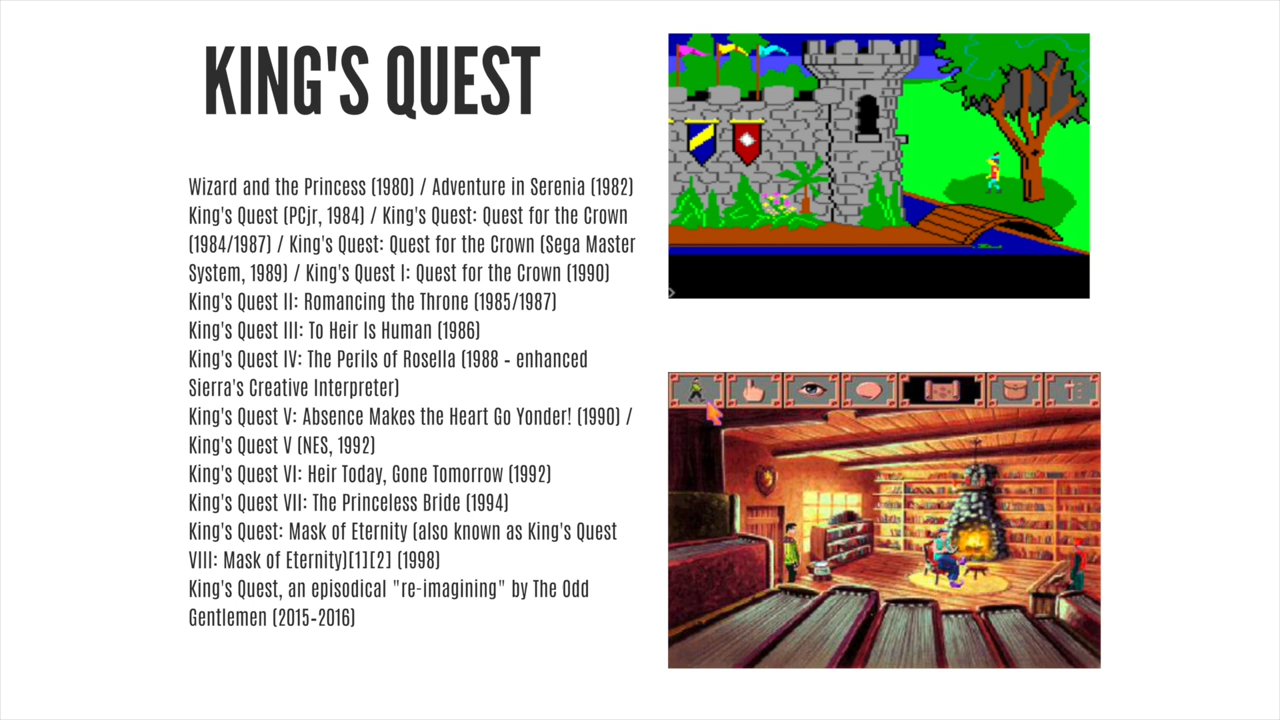 KING'S QUEST
Wizard and the Princess (1980) / Adventure in Serenia (1982)
King's Quest (PCjr, 1984) / King's Quest: Quest for the Crown
(1984/1987) / King's Quest: Quest for the Crown (Sega Master
System, 1989) / King's Quest I: Quest for the Crown (1990)
King's Quest II: Romancing the Throne (1985/1987)
King's Quest III: To Heir Is Human (1986)
King's Quest IV: The Perils of Rosella (1988 – enhanced
Sierra's Creative Interpreter)
King's Quest V: Absence Makes the Heart Go Yonder! (1990) /
King's Quest V (NES, 1992)
King's Quest VI: Heir Today, Gone Tomorrow (1992)
King's Quest VII: The Princeless Bride (1994)
King's Quest: Mask of Eternity (also known as King's Quest
VIII: Mask of Eternity)[1][2] (1998)
King's Quest, an episodical "re-imagining" by The Odd
Gentlemen (2015–2016)